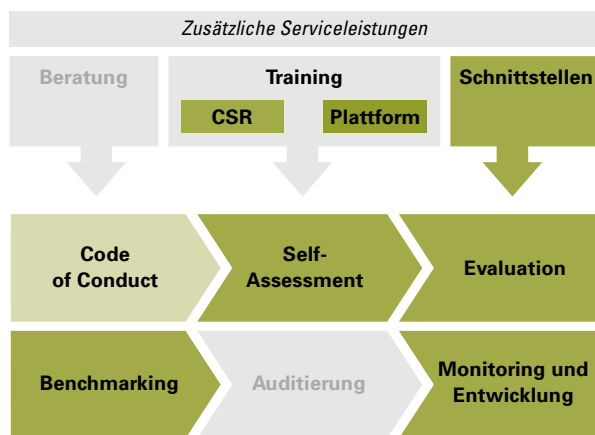 Zusätzliche Serviceleistungen
Beratung
Training
Schnittstellen
CSR
Plattform
Code
of Conduct
Self-
Assessment
Evaluation
Benchmarking
Auditierung
Monitoring und
Entwicklung